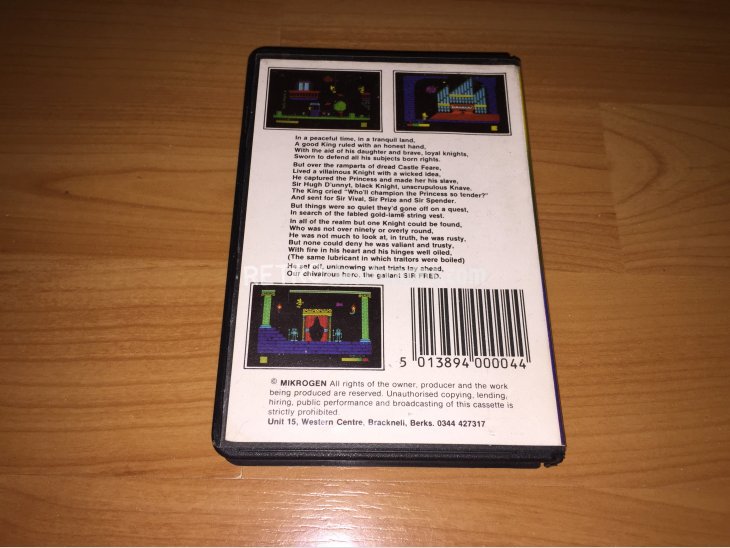 In a peaceful time, in a tranquil land,
A good King ruled with an honest hand,
With the aid of his daughter and brave, loyal knights,
Sworn to defend all his subjects born rights.
But over the ramparts of dread Castle Feare,
Lived a villainous Knight with a wicked idea,
He captured the Princess and made her his slave,
Sir Hugh D'unnyt, black Knight, unscrupulous Knave.
The King cried "Who'll champion the Princess so tender?"
And sent for Sir Vival, Sir Prize and Sir Spender.
But things were so quiet they'd gone off on a quest,
In search of the fabled gold-lamé string vest.
In all of the realm but one Knight could be found,
Who was not over ninety or overly round,
He was not much to look at, in truth, he was rusty,
But none could deny he was valiant and trusty,
With fire in his heart and his hinges well oiled,
(The same lubricant in which traitors were boiled)
He set off, unknowing what trials lay ahead,
Our chivalrous hero, the gallant SIR FRED.
5 013894 000044
© MIKROGEN All rights of the owner, producer and the work
being produced are reserved. Unauthorised copying, lending,
hiring, public performance and broadcasting of this cassette is
strictly prohibited.
Unit 15, Western Centre, Bracknell, Berks. 0344 427317